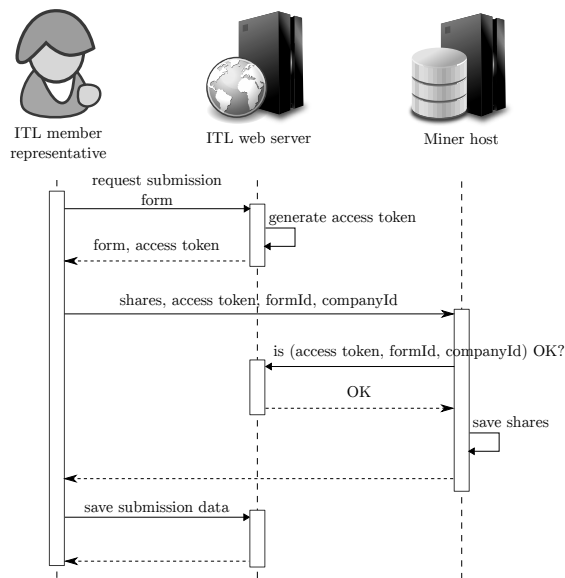 ITL member
representative
ITL web server
Miner host
request submission
form
generate access token
form, access token
shares, access token, formId, companyId
is (access token, formId, companyId) OK?
OK
save shares
save submission data